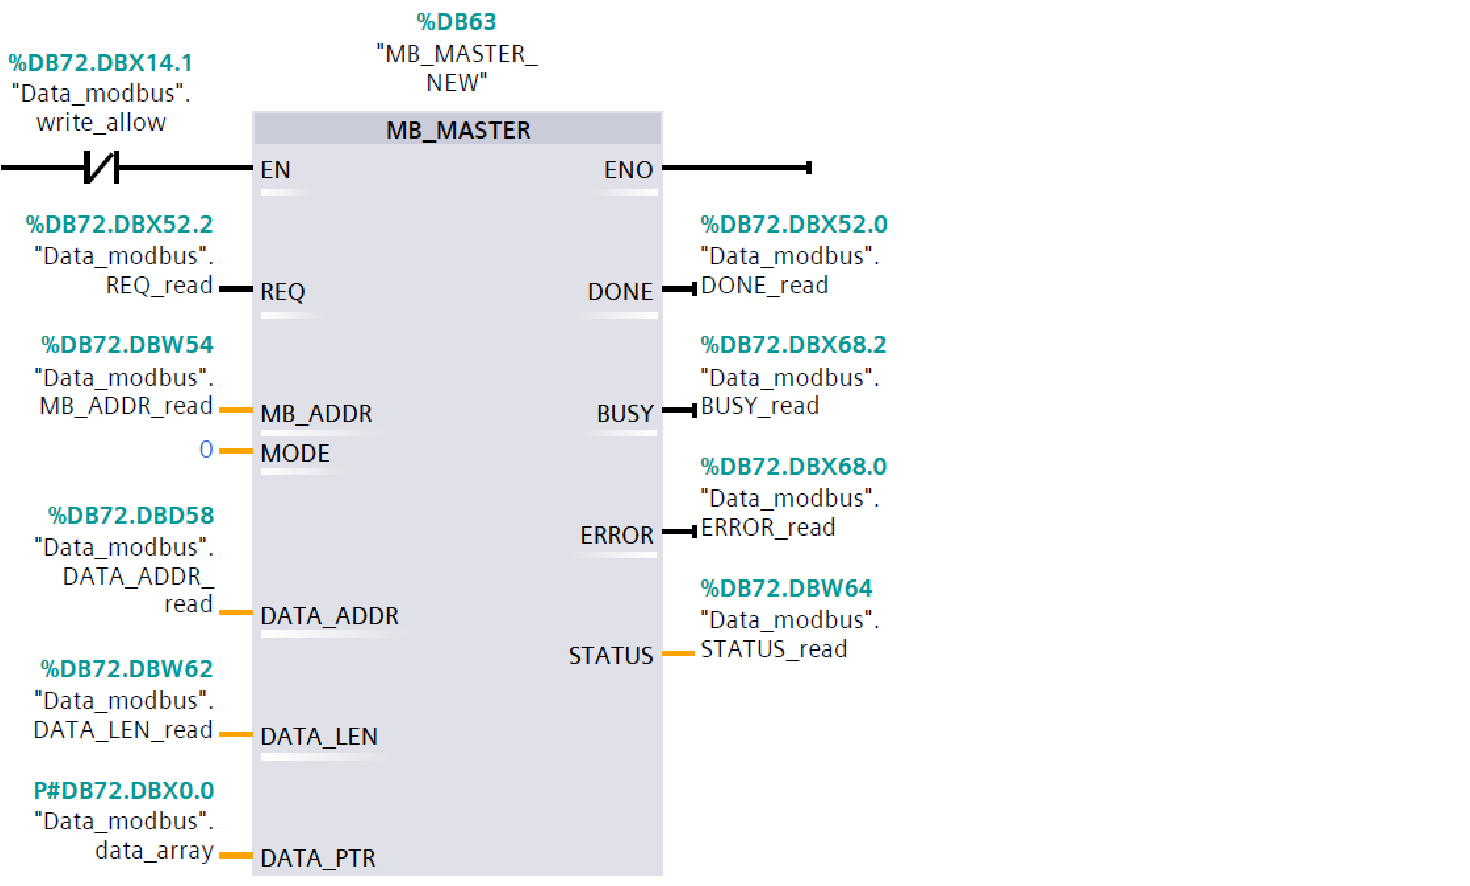 %DB63
"MB_MASTER_
NEW"
%DB72.DBX14.1
"Data_modbus".
write_allow
MB_MASTER
EN
ENO
%DB72.DBX52.2
"Data_modbus".
REQ_read
REQ
%DB72.DBX52.0
"Data_modbus".
DONE_read
DONE
%DB72.DBW54
"Data_modbus".
MB_ADDR_read
MB_ADDR
%DB72.DBX68.2
"Data_modbus".
BUSY_read
BUSY
0
MODE
%DB72.DBX68.0
"Data_modbus".
ERROR_read
ERROR
%DB72.DBD58
"Data_modbus".
DATA_ADDR_
read
DATA_ADDR
%DB72.DBW64
"Data_modbus".
STATUS_read
STATUS
%DB72.DBW62
"Data_modbus".
DATA_LEN_read
DATA_LEN
P#DB72.DBX0.0
"Data_modbus".
data_array
DATA_PTR